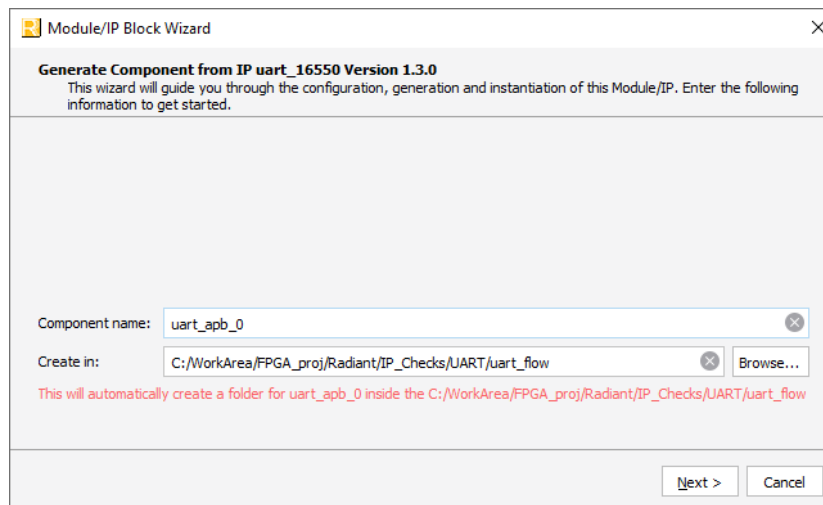 Module/IP Block Wizard
Generate Component from IP uart_16550 Version 1.3.0
This wizard will guide you through the configuration, generation and instantiation of this Module/IP. Enter the following
information to get started.
Component name: uart_apb_0
Create in: C:/WorkArea/FPGA_proj/Radiant/IP_Checks/UART/uart_flow Browse...
This will automatically create a folder for uart_apb_0 inside the C:/WorkArea/FPGA_proj/Radiant/IP_Checks/UART/uart_flow
Next > Cancel